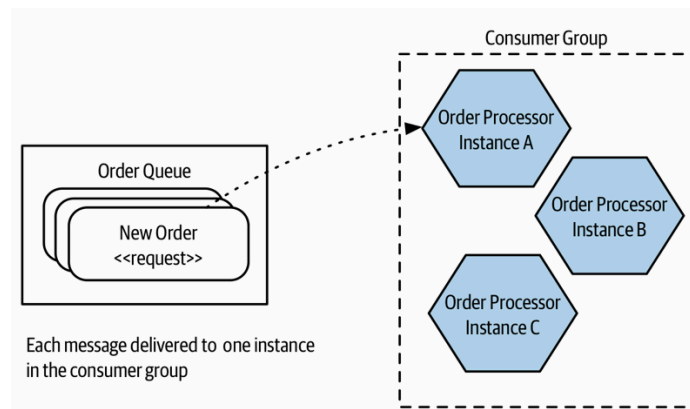 Consumer Group
Order Processor
Instance A
Order Queue
New Order
<<request>>
Order Processor
Instance B
Order Processor
Instance C
Each message delivered to one instance
in the consumer group